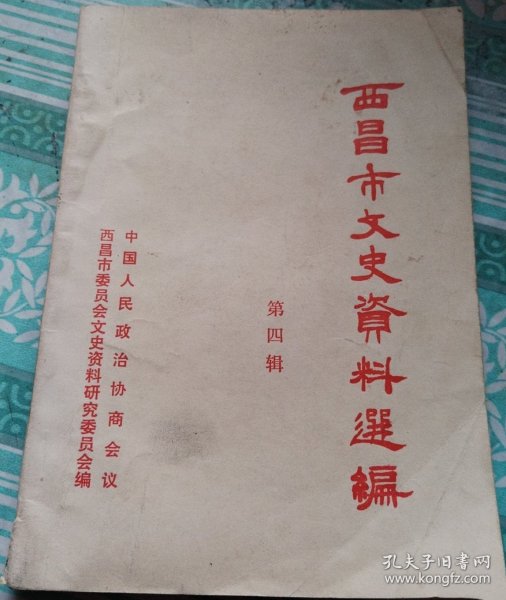 西昌市文史資料選編
第四辑
中国人民政治协商会议
西昌市委员会文史资料研究委员会编
孔夫子旧书网
www.kongfz.com